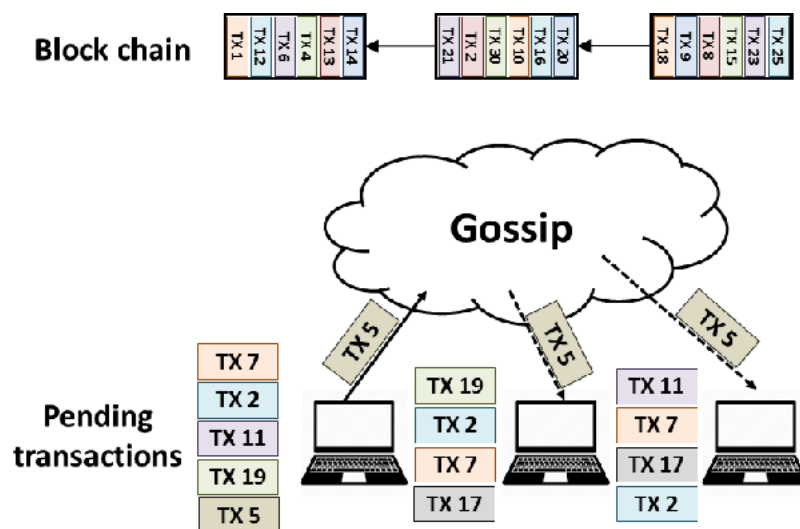 Block chain
TX 1
TX 12
TX 6
TX 4
TX 13
TX 14
TX 21
TX 2
TX 30
TX 10
TX 16
TX 20
TX 18
TX 9
TX 8
TX 15
TX 23
TX 25
Gossip
TX 5
TX 5
TX 5
Pending
transactions
TX 7
TX 2
TX 11
TX 19
TX 5
TX 19
TX 2
TX 7
TX 17
TX 11
TX 7
TX 17
TX 2